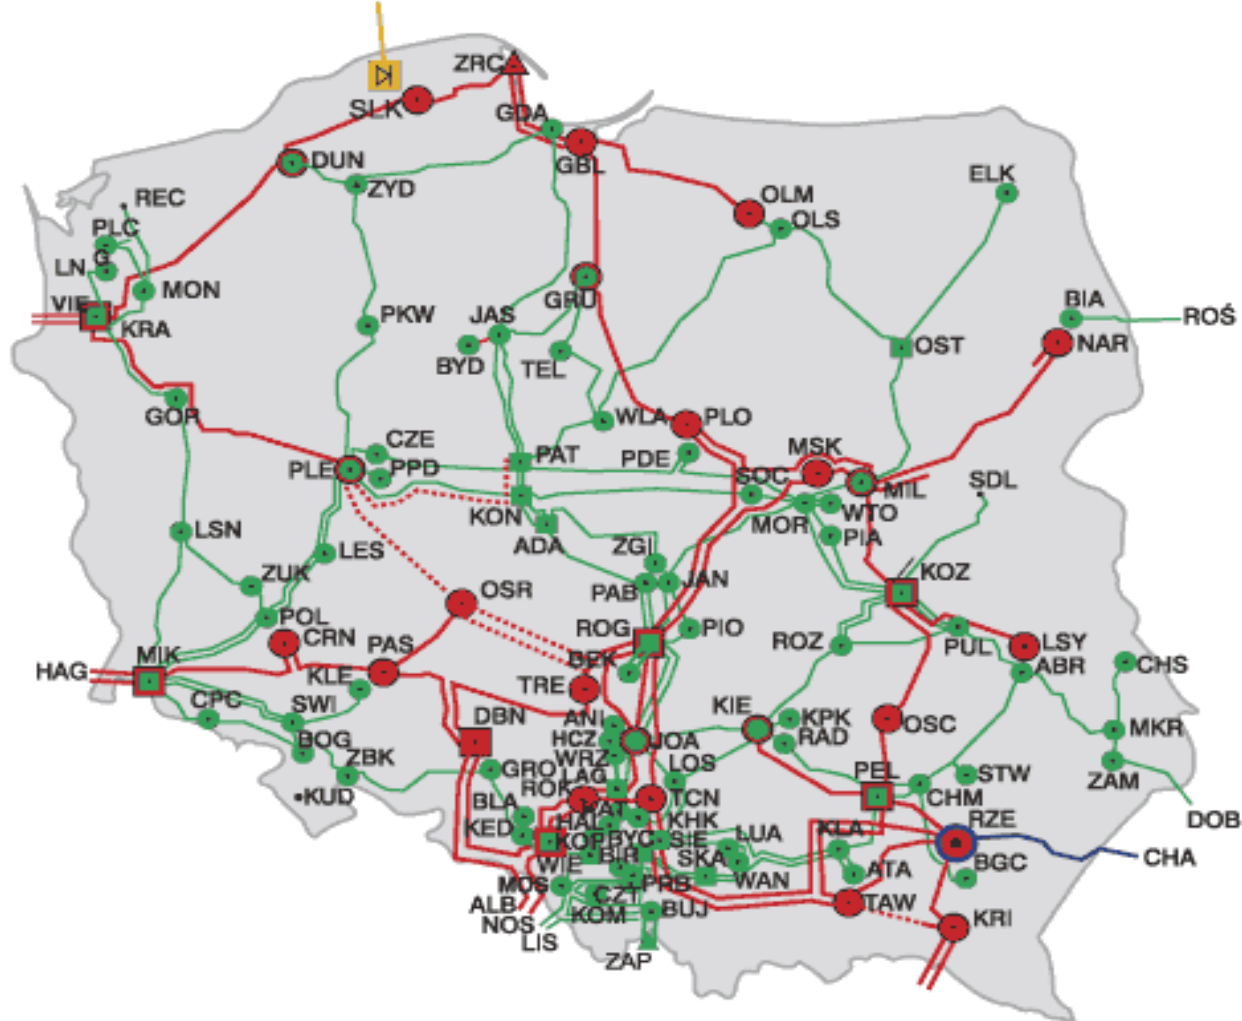 ZRC
SLK
GDA
GBL
DUN
ZYD
ELK
OLM
OLS
REC
PLC
G
LN
MON
VIE
KRA
GRU
BIA
ROŚ
PKW
JAS
BYD
TEL
OST
NAR
GOR
WLA
PLO
CZE
PLE
PPD
PAT
PDE
MSK
SOC
MIL
SDL
KON
MOR
WTO
ADA
PIA
LSN
LES
ZGI
ZUK
PAB
JAN
KOZ
OSR
POL
CRN
PAS
ROG
PIO
ROZ
PUL
LSY
MIK
HAG
KLE
BEK
TRE
ABR
CHS
CPC
SWI
DBN
ANI
KIE
KPK
OSC
MKR
BOG
HCZ
JOA
RAD
ZBK
WRZ
GRO
LAG
LOS
PEL
STW
ZAM
KUD
ROK
TCN
CHM
BLA
KAT
RZE
DOB
KED
HAL
KHK
KOP
BYC
SIE
LUA
KLA
CHA
WIE
BIR
SKA
BGC
MOS
PRB
WAN
ATA
ALB
CZT
TAW
NOS
KOM
BUJ
KRI
LIS
ZAP